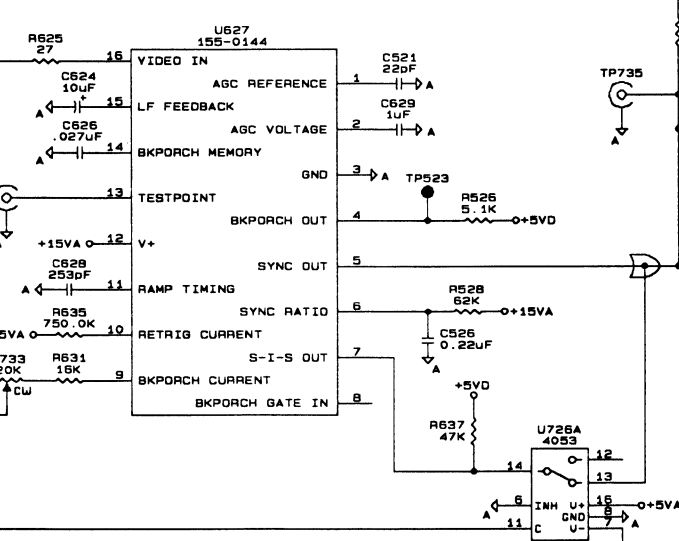 U627
155-0144
R625
27
16 VIDEO IN
C624
10uF
+
A
15 LF FEEDBACK
C626
.027uF
A
14 BKPORCH MEMORY
13 TESTPOINT
+15VA 12 V+
C628
253pF
A
11 RAMP TIMING
R635
750.0K
5VA
10 RETRIG CURRENT
733
20K
CW
R631
16K
9 BKPORCH CURRENT
AGC REFERENCE 1
C521
22pF
A
AGC VOLTAGE 2
C629
1uF
A
GND 3 A
TP523
BKPORCH OUT 4
R526
5.1K
+5VD
SYNC OUT 5
SYNC RATIO 6
R528
62K
+15VA
C526
0.22uF
A
S-I-S OUT 7
BKPORCH GATE IN 8
TP735
A
+5VD
R637
47K
U726A
4053
14
12
13
A 6 INH
V+ 16 +5VA
GND 8 A
V- 7
11 C